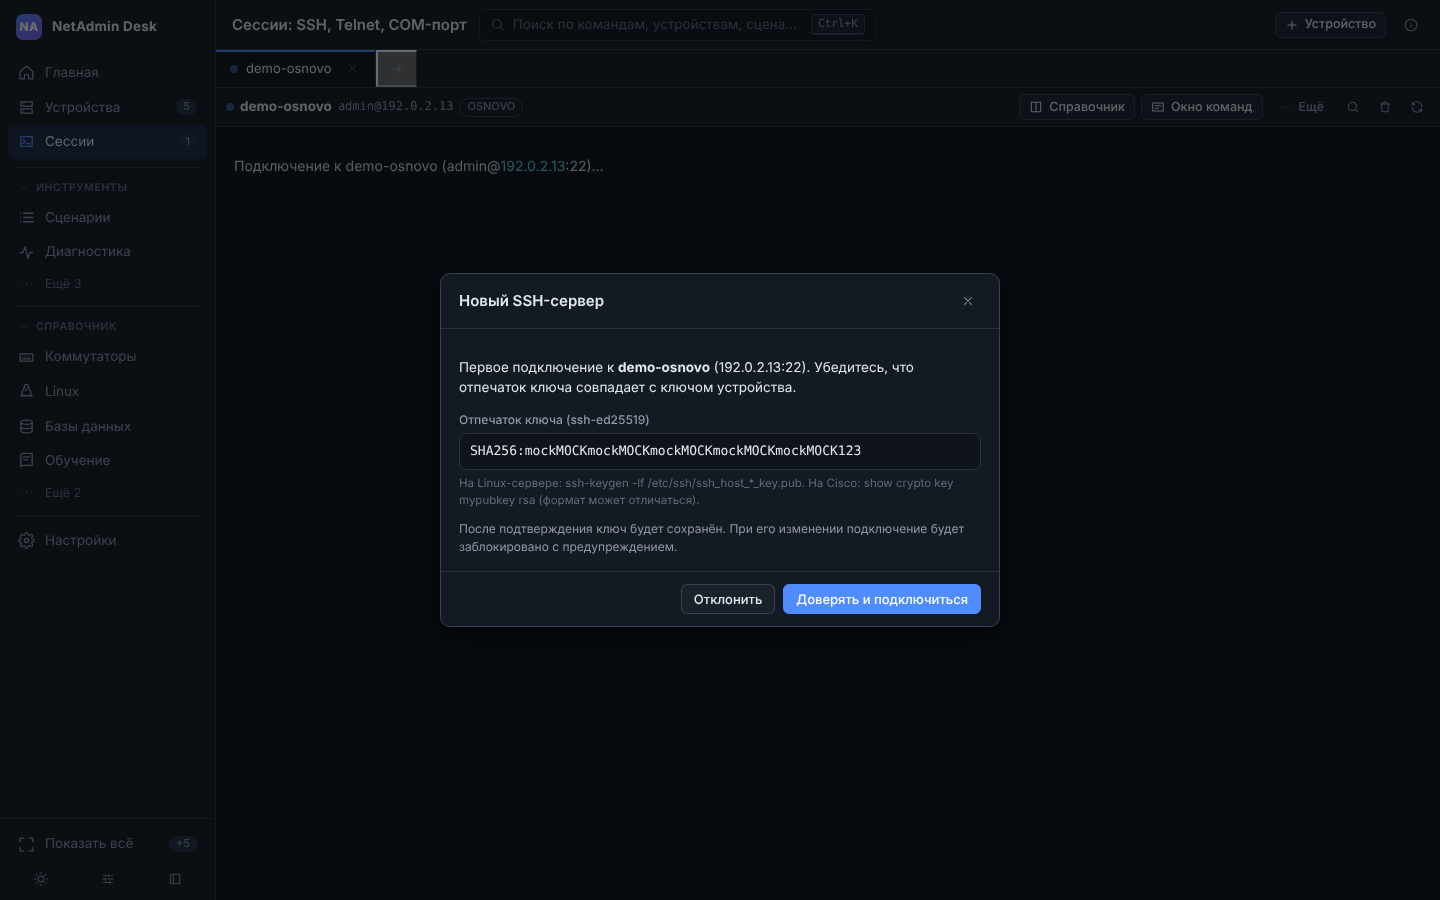 NA NetAdmin Desk
Главная
Устройства 5
Сессии 1
ИНСТРУМЕНТЫ
Сценарии
Диагностика
··· Ещё 3
СПРАВОЧНИК
Коммутаторы
Linux
Базы данных
Обучение
··· Ещё 2
Настройки
Показать всё +5
Сессии: SSH, Telnet, COM-порт
Поиск по командам, устройствам, сцена... Ctrl+K
+ Устройство
demo-osnovo × +
demo-osnovo admin@192.0.2.13 OSNOVO
Справочник
Окно команд
··· Ещё
Подключение к demo-osnovo (admin@192.0.2.13:22)...
Новый SSH-сервер
Первое подключение к demo-osnovo (192.0.2.13:22). Убедитесь, что
отпечаток ключа совпадает с ключом устройства.
Отпечаток ключа (ssh-ed25519)
SHA256:mockMOCKmockMOCKmockMOCKmockMOCKmockMOCK123
На Linux-сервере: ssh-keygen -lf /etc/ssh/ssh_host_*_key.pub. На Cisco: show crypto key
mypubkey rsa (формат может отличаться).
После подтверждения ключ будет сохранён. При его изменении подключение будет
заблокировано с предупреждением.
Отклонить
Доверять и подключиться